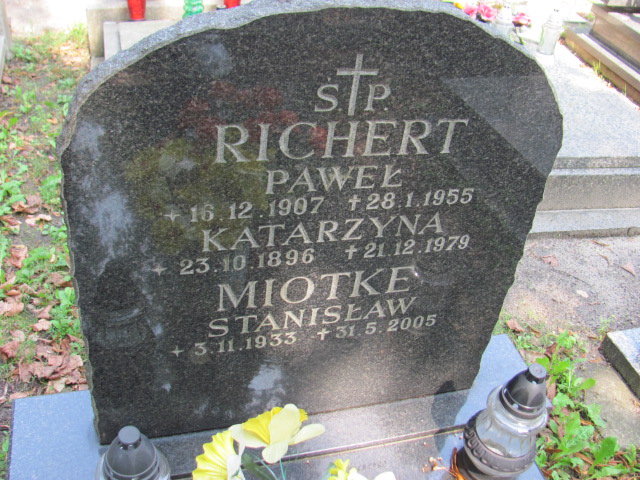 Ś†P.
RICHERT
PAWEŁ
+ 16.12.1907 †28.1.1955
KATARZYNA
+ 23.10.1896 †21.12.1979
MIOTKE
STANISŁAW
+ 3.11.1933 †31.5.2005